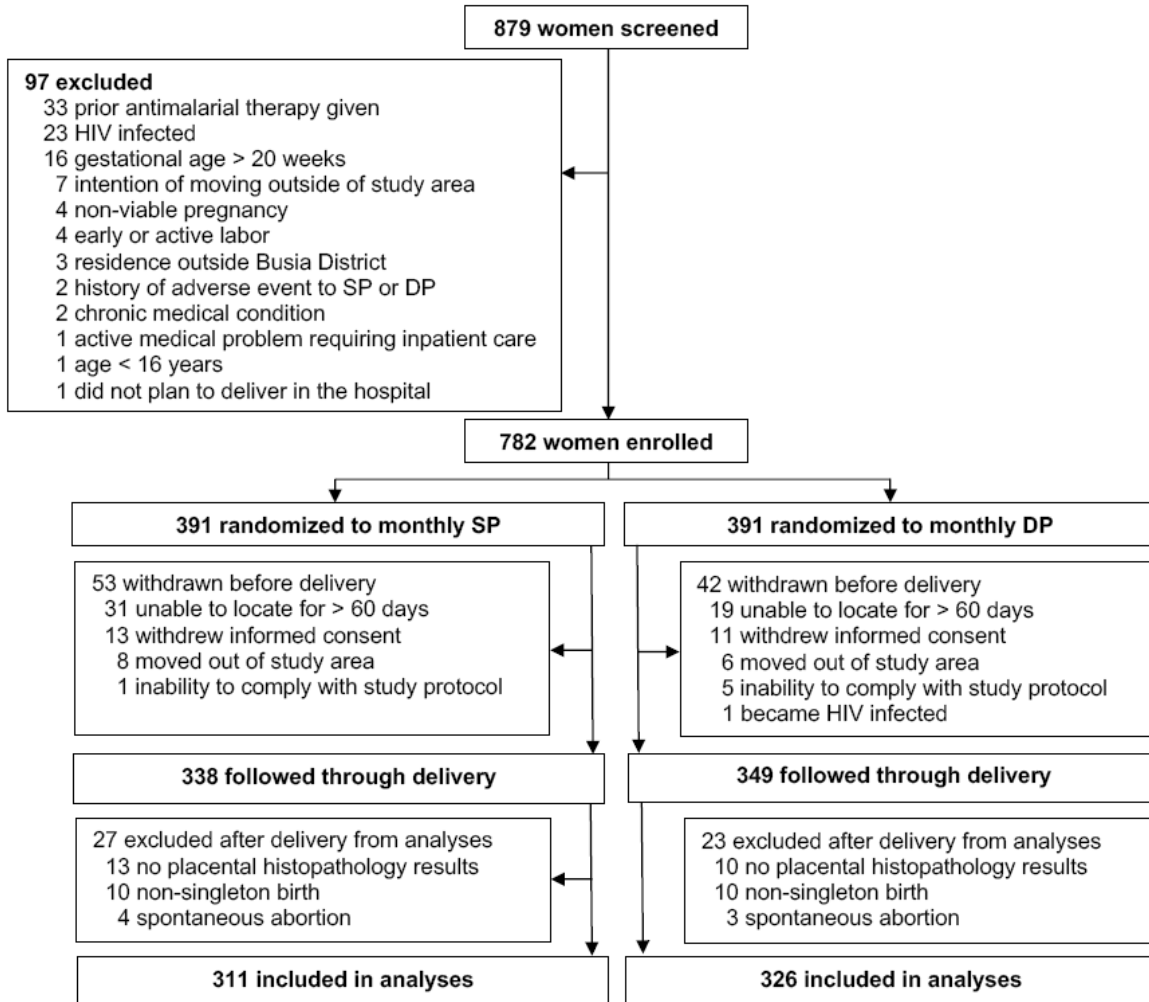 879 women screened
97 excluded
33 prior antimalarial therapy given
23 HIV infected
16 gestational age > 20 weeks
7 intention of moving outside of study area
4 non-viable pregnancy
4 early or active labor
3 residence outside Busia District
2 history of adverse event to SP or DP
2 chronic medical condition
1 active medical problem requiring inpatient care
1 age < 16 years
1 did not plan to deliver in the hospital
782 women enrolled
391 randomized to monthly SP
53 withdrawn before delivery
31 unable to locate for > 60 days
13 withdrew informed consent
8 moved out of study area
1 inability to comply with study protocol
338 followed through delivery
27 excluded after delivery from analyses
13 no placental histopathology results
10 non-singleton birth
4 spontaneous abortion
311 included in analyses
391 randomized to monthly DP
42 withdrawn before delivery
19 unable to locate for > 60 days
11 withdrew informed consent
6 moved out of study area
5 inability to comply with study protocol
1 became HIV infected
349 followed through delivery
23 excluded after delivery from analyses
10 no placental histopathology results
10 non-singleton birth
3 spontaneous abortion
326 included in analyses